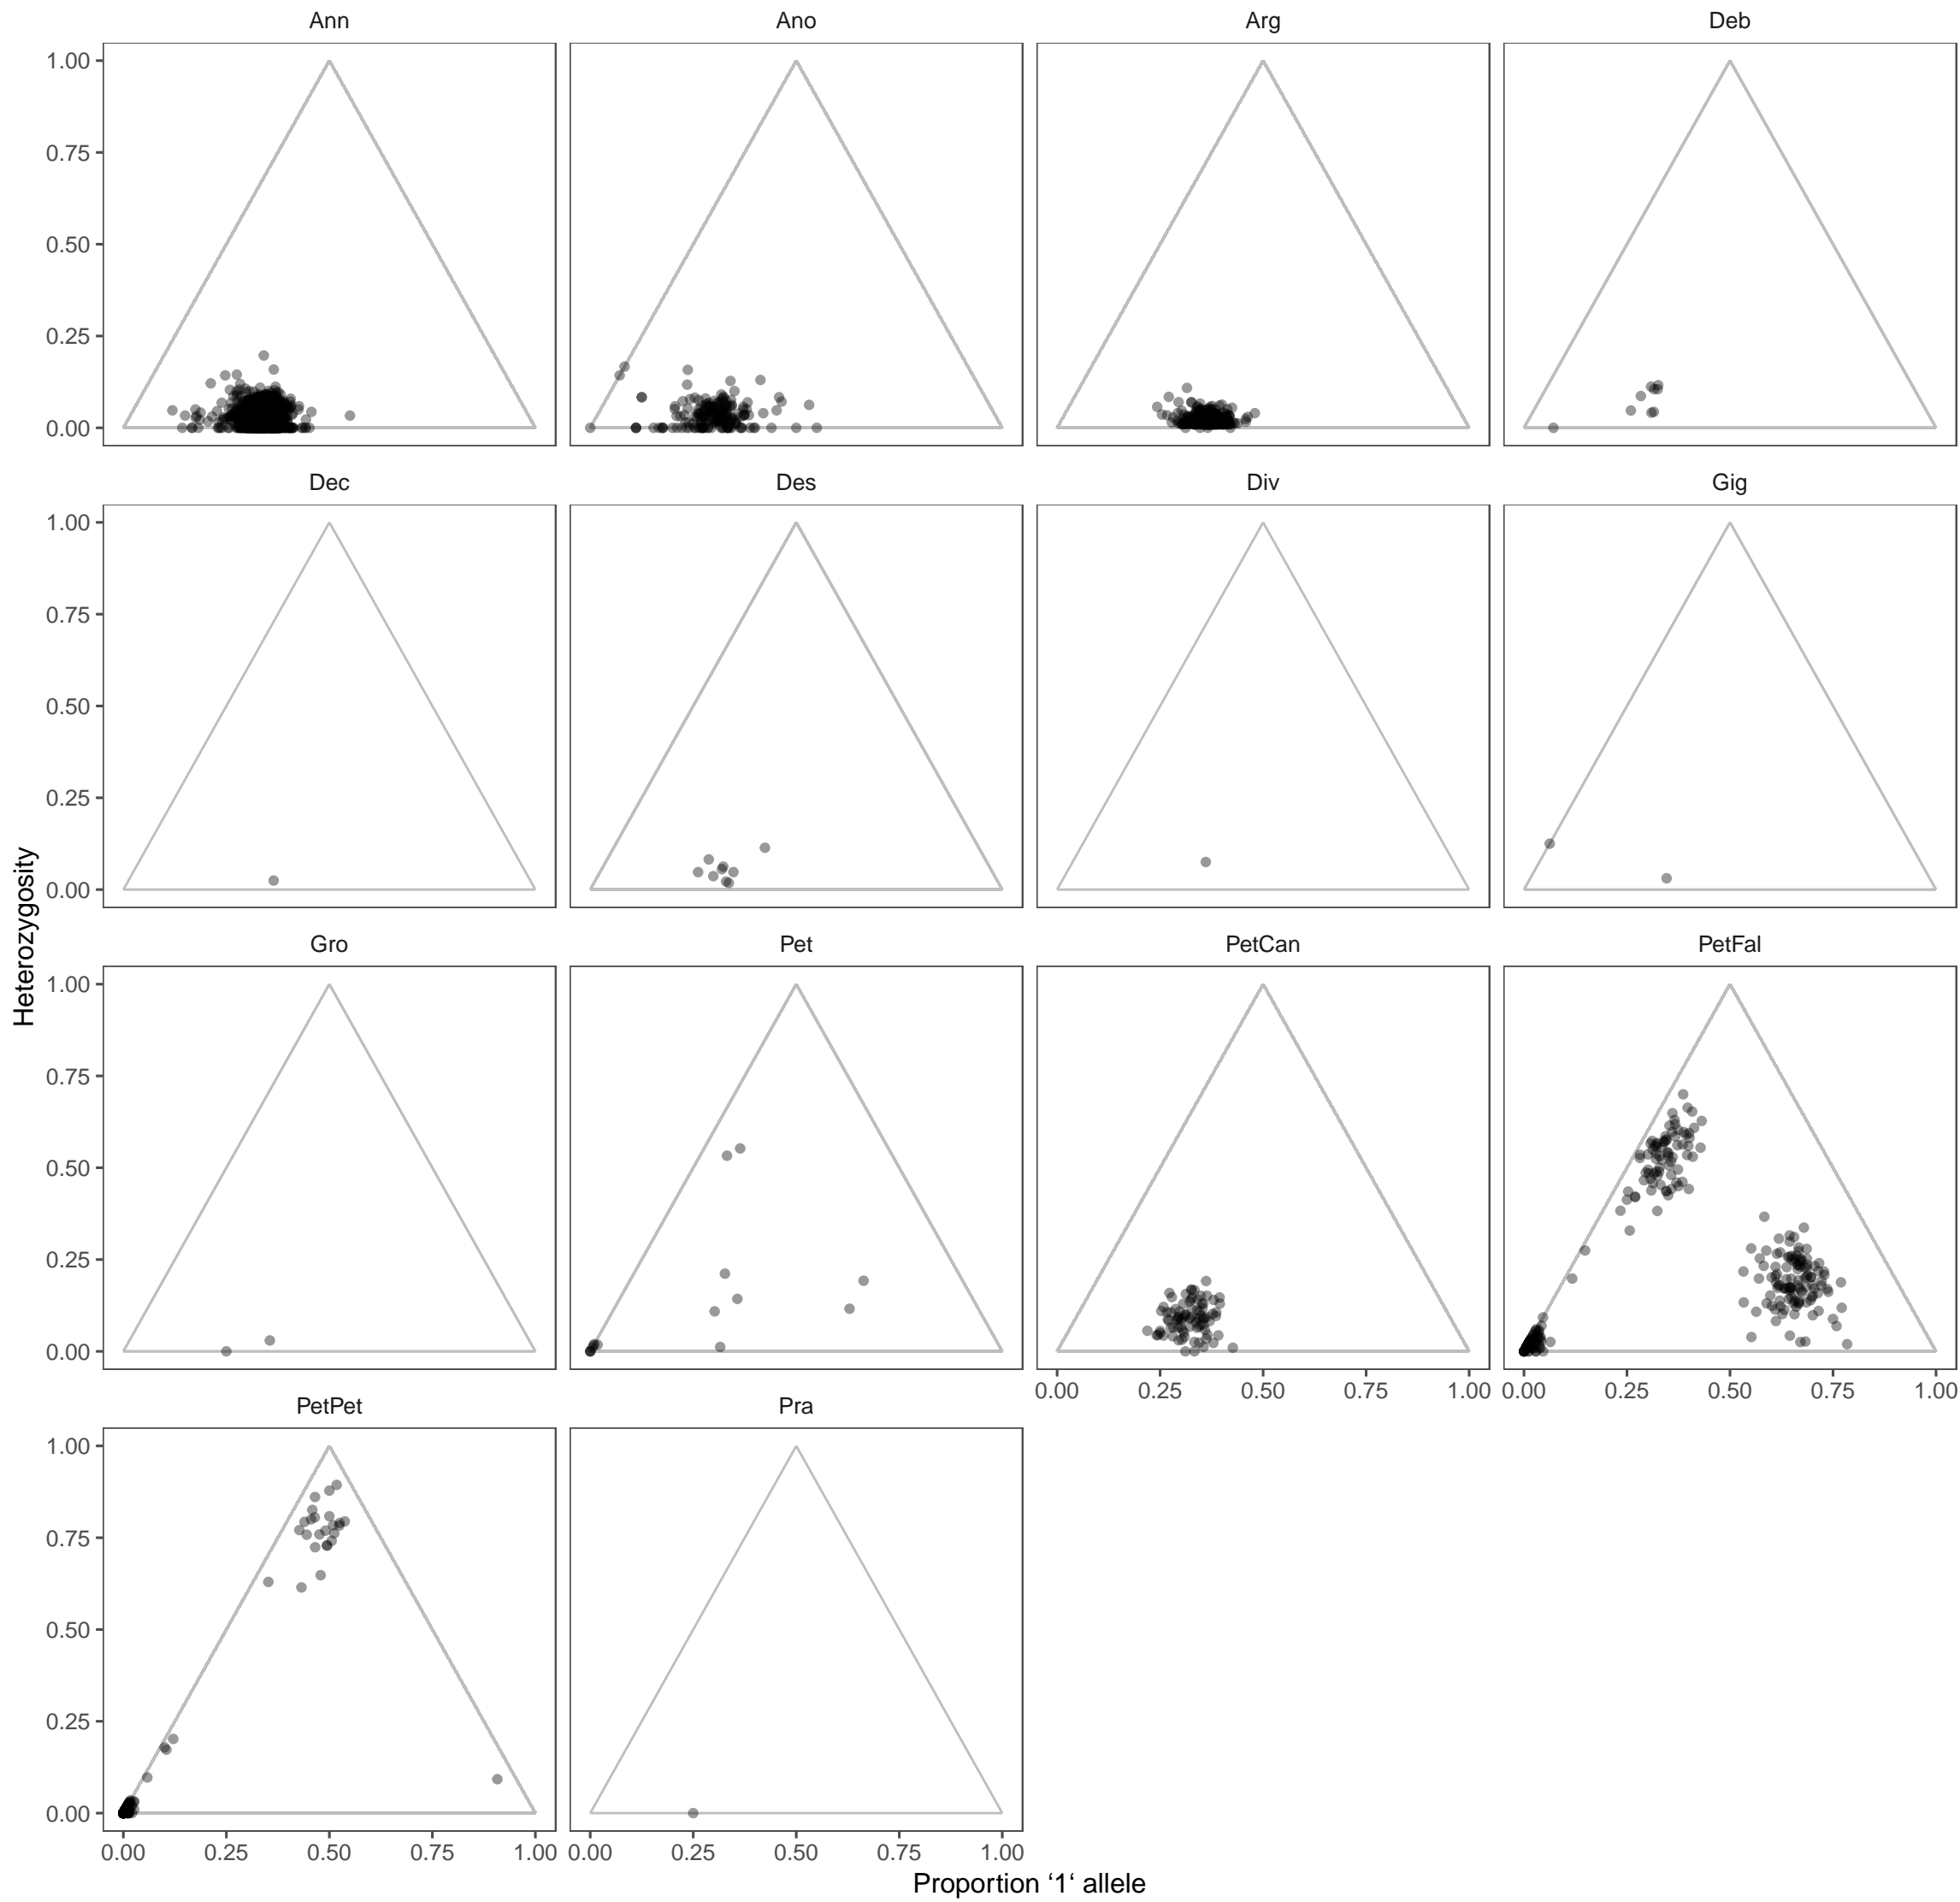 Ann Ano Arg Deb
1.00
0.75
0.50
0.25
0.00
Dec Des Div Gig
1.00
0.75
0.50
0.25
0.00
Heterozygosity
Gro Pet PetCan PetFal
1.00
0.75
0.50
0.25
0.00
0.00 0.25 0.50 0.75 1.00 0.00 0.25 0.50 0.75 1.00
PetPet Pra
1.00
0.75
0.50
0.25
0.00
0.00 0.25 0.50 0.75 1.00 0.00 0.25 0.50 0.75 1.00
Proportion ‘1‘ allele